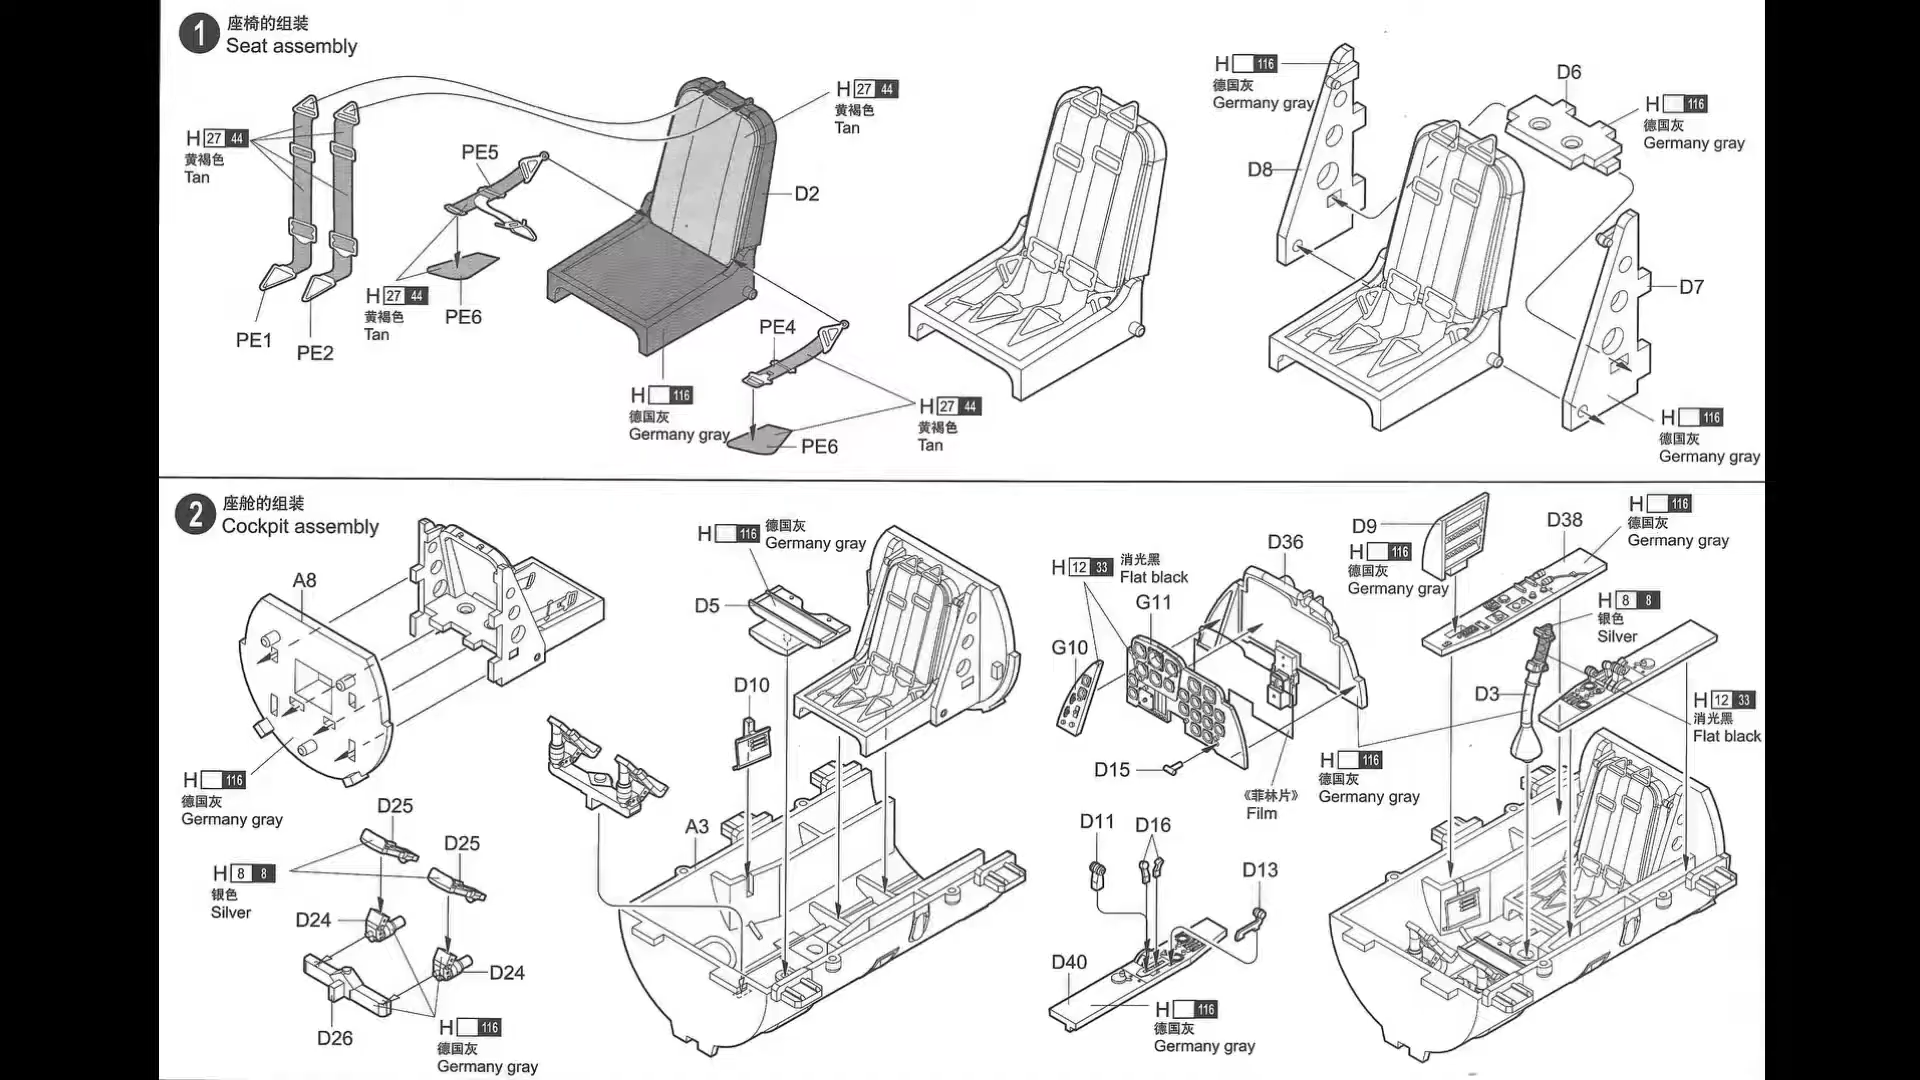 1 座椅的组装
Seat assembly
H 27 44
黄褐色
Tan
PE1
PE2
PE5
H 27 44
黄褐色
Tan
PE6
H 27 44
黄褐色
Tan
D2
PE4
H 116
德国灰
Germany gray
PE6
H 27 44
黄褐色
Tan
H 116
德国灰
Germany gray
D8
D6
H 116
德国灰
Germany gray
D7
H 116
德国灰
Germany gray
2 座舱的组装
Cockpit assembly
A8
H 116
德国灰
Germany gray
D25
D25
H 8 8
银色
Silver
D24
D24
D26
H 116
德国灰
Germany gray
H 116 德国灰
Germany gray
D5
D10
A3
H 12 33 消光黑
Flat black
G11
G10
D36
D15
《菲林片》
Film
H 116
德国灰
Germany gray
D11
D16
D13
D40
H 116
德国灰
Germany gray
D9
H 116
德国灰
Germany gray
D38
H 116
德国灰
Germany gray
H 8 8
银色
Silver
D3
H 12 33
消光黑
Flat black